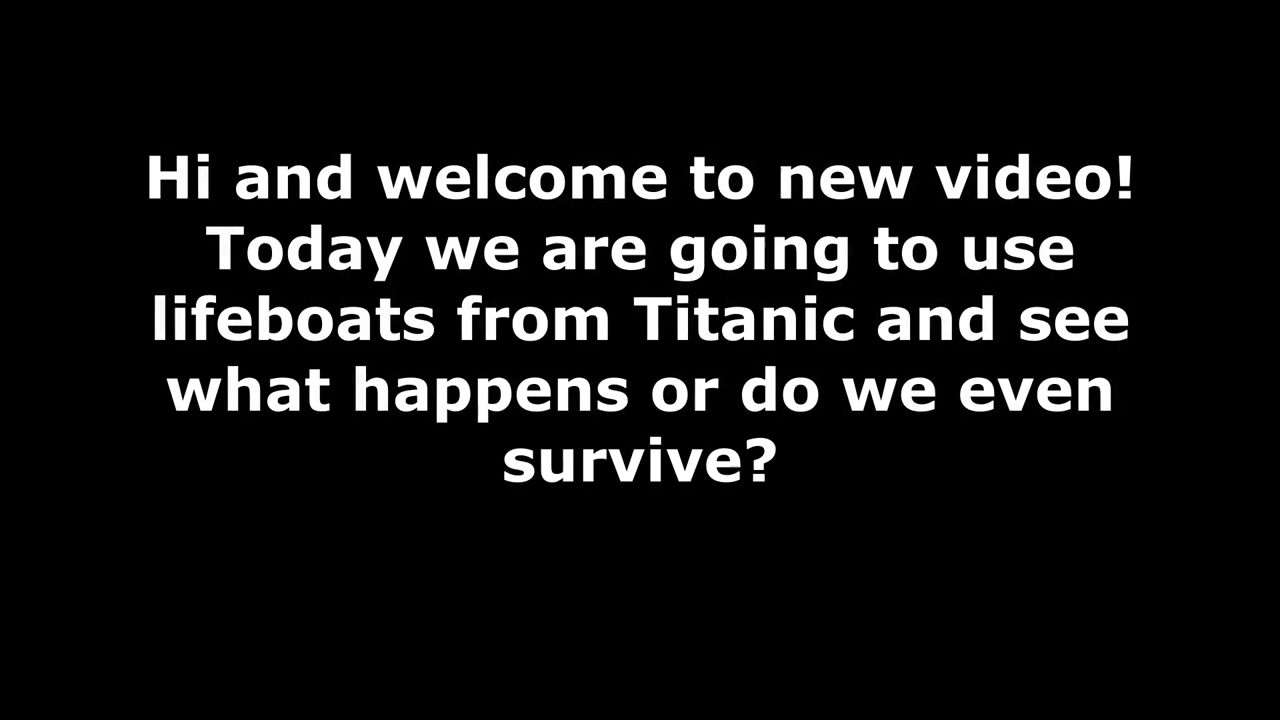 Hi and welcome to new video!
Today we are going to use
lifeboats from Titanic and see
what happens or do we even
survive?